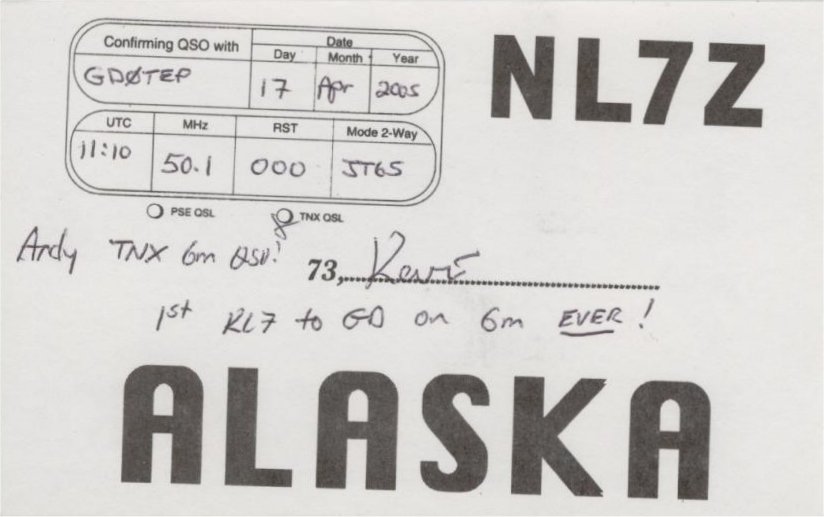 NL7Z
Confirming QSO with
Date
Day Month Year
GDØTEP 17 Apr 2005
UTC MHz RST Mode 2-Way
11:10 50.1 000 JT65
PSE QSL TNX QSL
Andy TNX 6m QSO! 73,
1st KL7 to GD on 6m EVER!
ALASKA